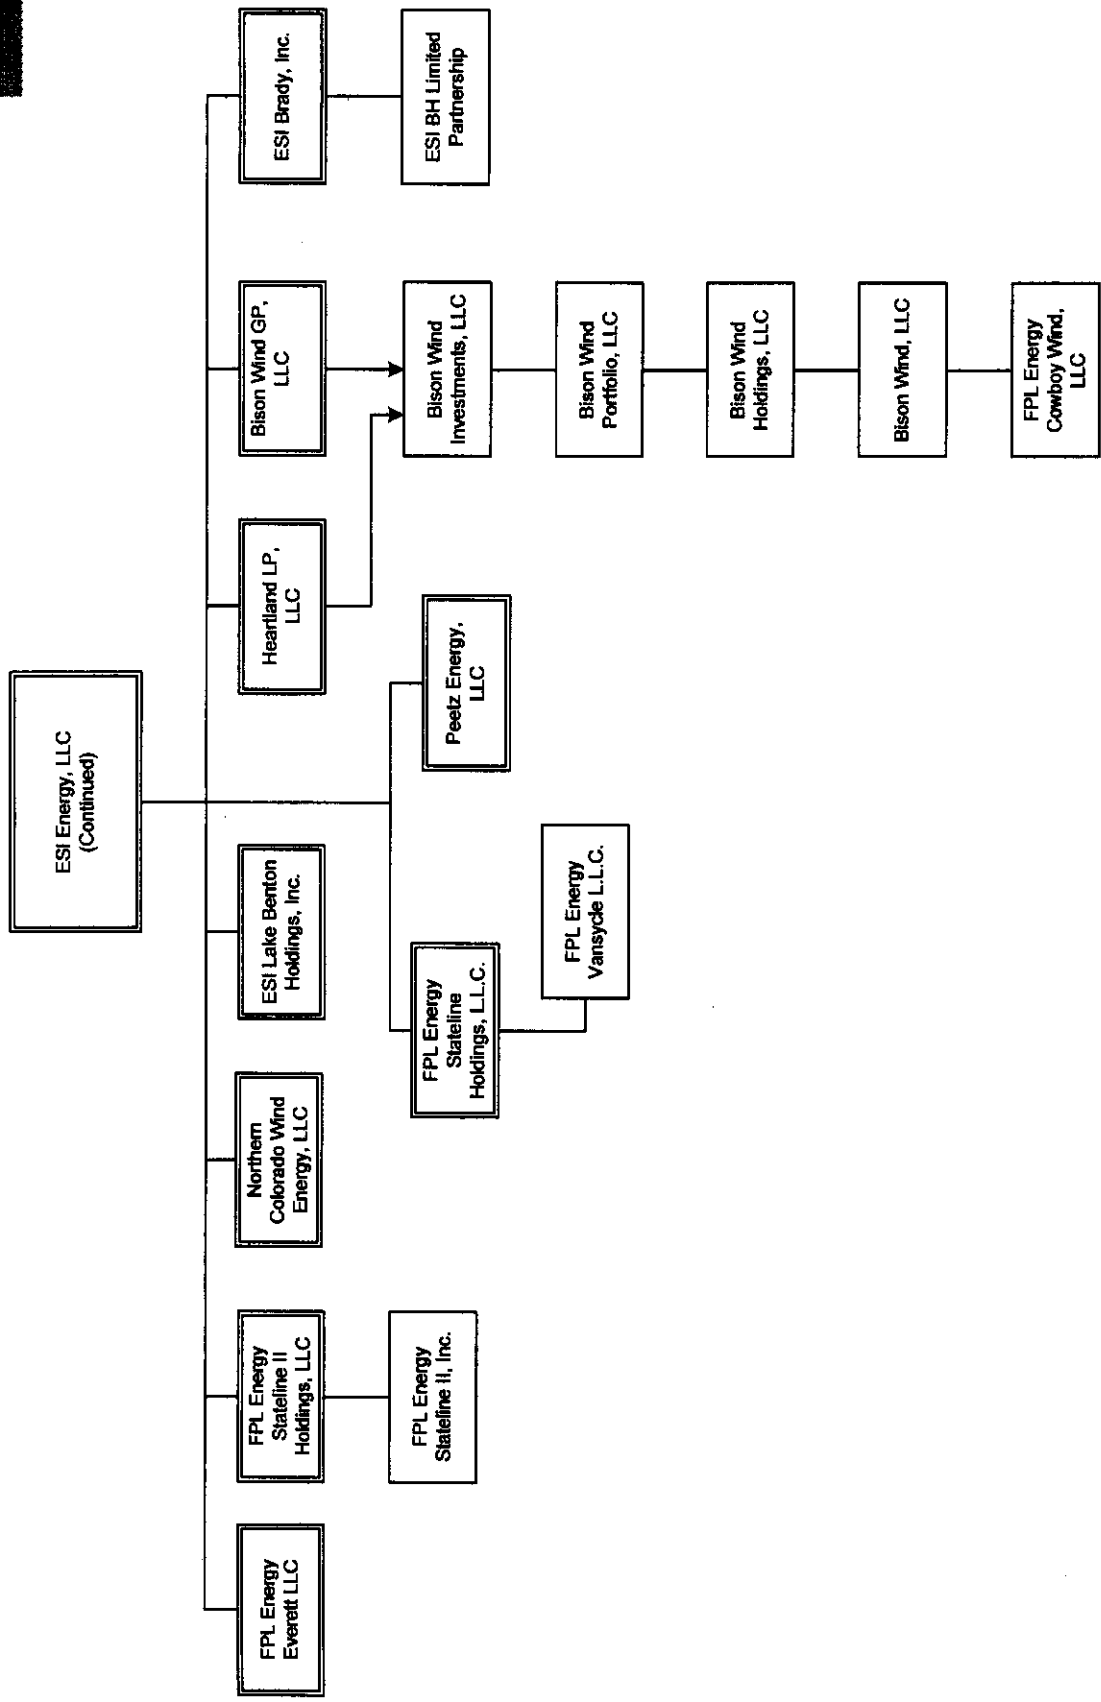 ESI Energy, LLC
(Continued)
FPL Energy
Everett LLC
FPL Energy
Stateline II
Holdings, LLC
Northern
Colorado Wind
Energy, LLC
ESI Lake Benton
Holdings, Inc.
Heartland LP,
LLC
Bison Wind GP,
LLC
ESI Brady, Inc.
FPL Energy
Stateline II, Inc.
FPL Energy
Stateline
Holdings, L.L.C.
Peetz Energy,
LLC
Bison Wind
Investments, LLC
ESI BH Limited
Partnership
FPL Energy
Vansycle L.L.C.
Bison Wind
Portfolio, LLC
Bison Wind
Holdings, LLC
Bison Wind, LLC
FPL Energy
Cowboy Wind,
LLC